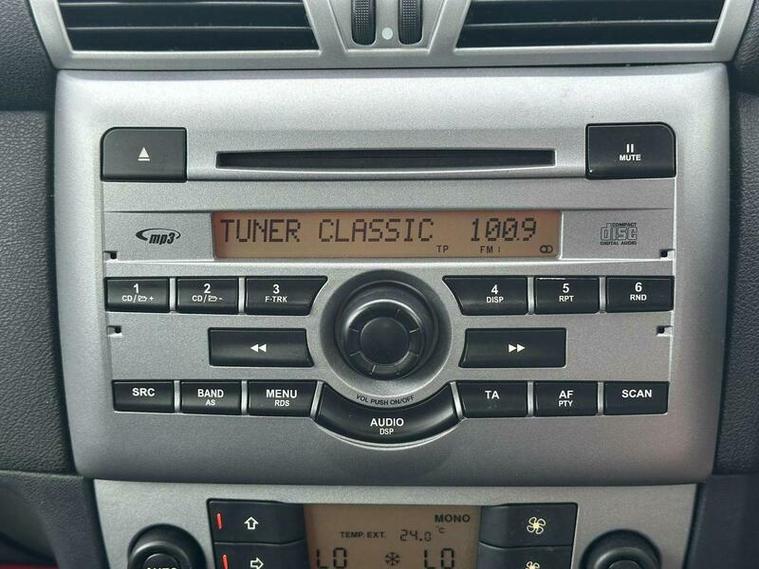 MUTE
TUNER CLASSIC 100.9
TP FM I
mp3
COMPACT
disc
DIGITAL AUDIO
1 2 3 4 5 6
CD/ + CD/ - F-TRK DISP RPT RND
VOL PUSH ON/OFF
SRC BAND MENU TA AF SCAN
AS RDS PTY
AUDIO
DSP
MONO
TEMP. EXT. 24.0 °C
LO LO
AUTO